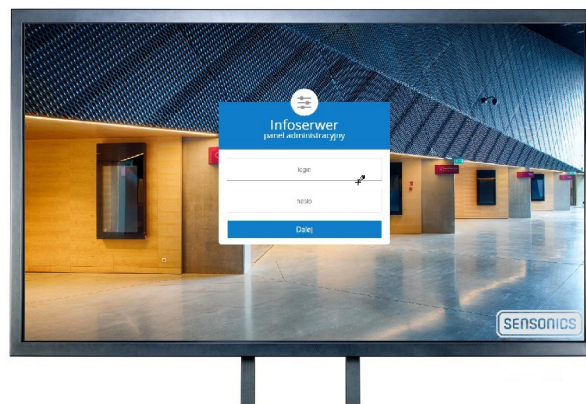 Infoserwer
panel administracyjny
login
hasło
Dalej
SENSONICS